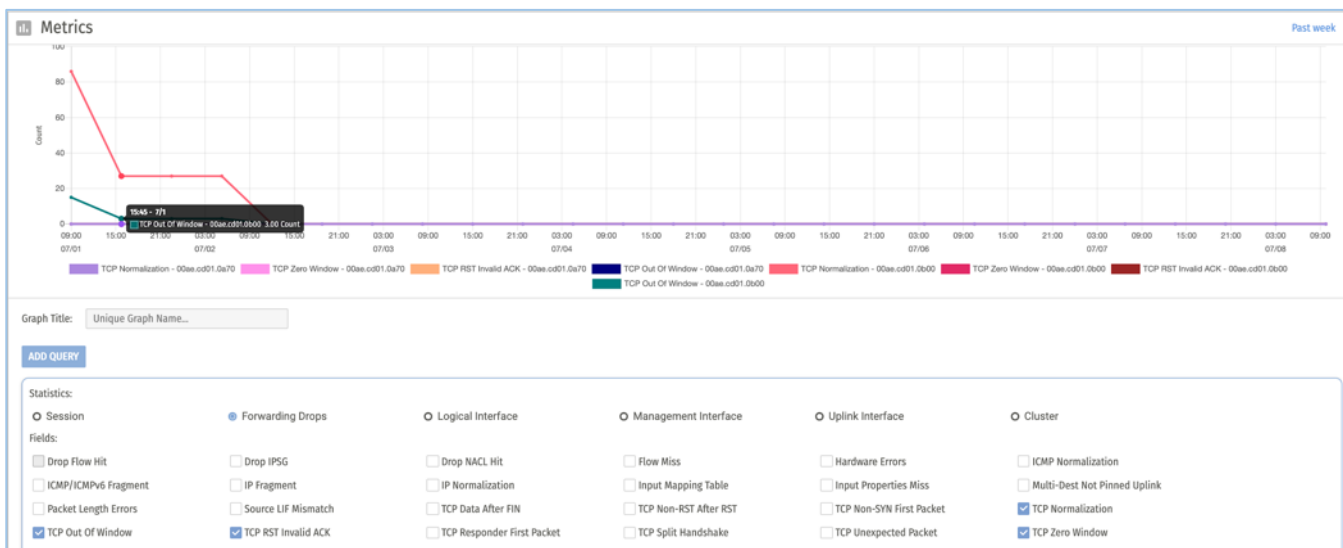 Metrics
Past week
100
80
60
40
20
0
Count
15:45 - 7/1
TCP Out Of Window - 00ae.cd01.0b00 3.00 Count
09:00 15:00 21:00 03:00 09:00 15:00 21:00 03:00 09:00 15:00 21:00 03:00 09:00 15:00 21:00 03:00 09:00 15:00 21:00 03:00 09:00 15:00 21:00 03:00 09:00 15:00 21:00 03:00 09:00
07/01 07/02 07/03 07/04 07/05 07/06 07/07 07/08
TCP Normalization - 00ae.cd01.0a70 TCP Zero Window - 00ae.cd01.0a70 TCP RST Invalid ACK - 00ae.cd01.0a70 TCP Out Of Window - 00ae.cd01.0a70 TCP Normalization - 00ae.cd01.0b00 TCP Zero Window - 00ae.cd01.0b00 TCP RST Invalid ACK - 00ae.cd01.0b00
TCP Out Of Window - 00ae.cd01.0b00
Graph Title: Unique Graph Name...
ADD QUERY
Statistics:
Session Forwarding Drops Logical Interface Management Interface Uplink Interface Cluster
Fields:
Drop Flow Hit Drop IPSG Drop NACL Hit Flow Miss Hardware Errors ICMP Normalization
ICMP/ICMPv6 Fragment IP Fragment IP Normalization Input Mapping Table Input Properties Miss Multi-Dest Not Pinned Uplink
Packet Length Errors Source LIF Mismatch TCP Data After FIN TCP Non-RST After RST TCP Non-SYN First Packet TCP Normalization
TCP Out Of Window TCP RST Invalid ACK TCP Responder First Packet TCP Split Handshake TCP Unexpected Packet TCP Zero Window